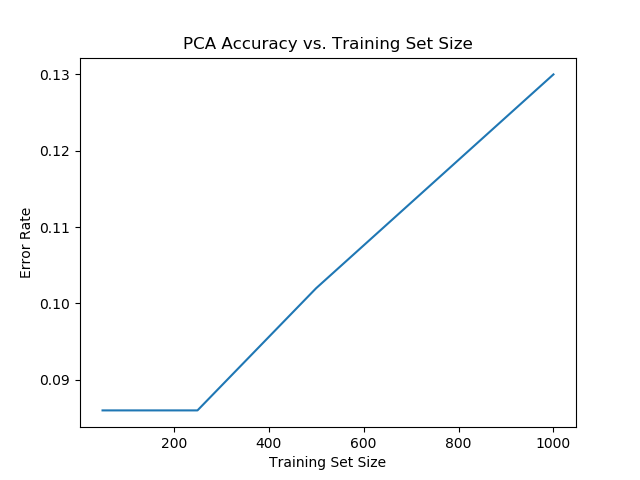 PCA Accuracy vs. Training Set Size
0.13
0.12
0.11
0.10
0.09
Error Rate
200 400 600 800 1000
Training Set Size